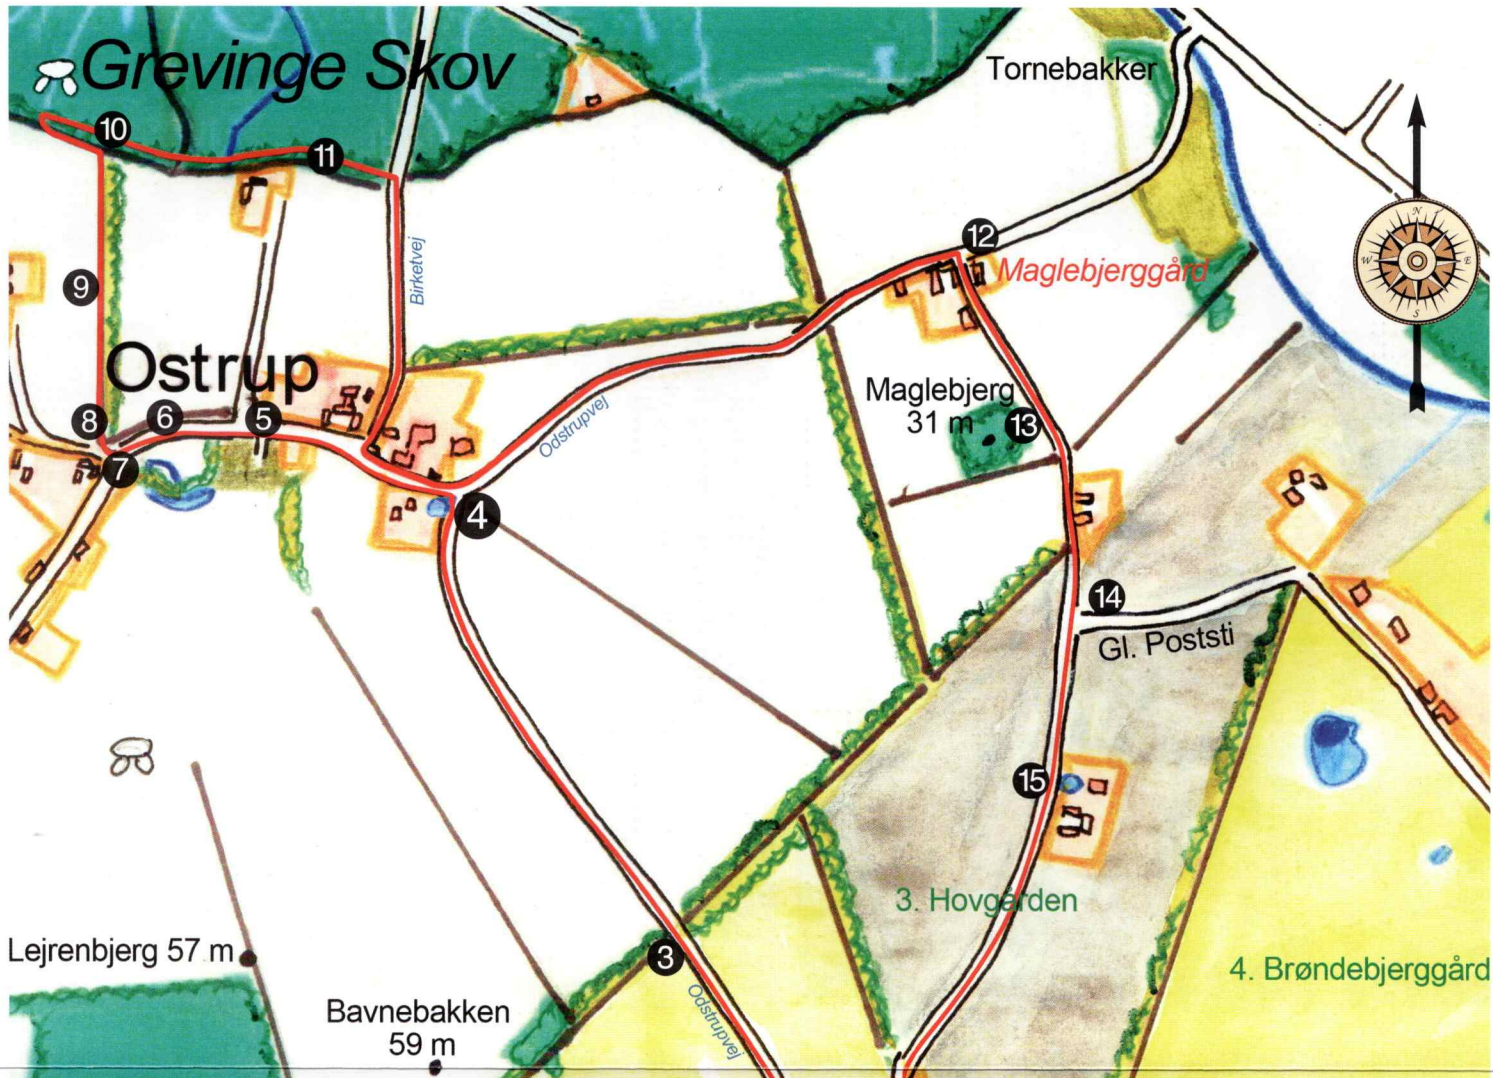 Grevinge Skov
Tornebakker
10
11
N
W
E
S
12
Maglebjerggård
9
Birketvej
Ostrup
Maglebjerg
31 m
8
6
5
13
Odstrupvej
7
4
14
Gl. Poststi
15
3. Hovgården
Lejrenbjerg 57 m
3
4. Brøndebjerggård
Odstrupvej
Bavnebakken
59 m